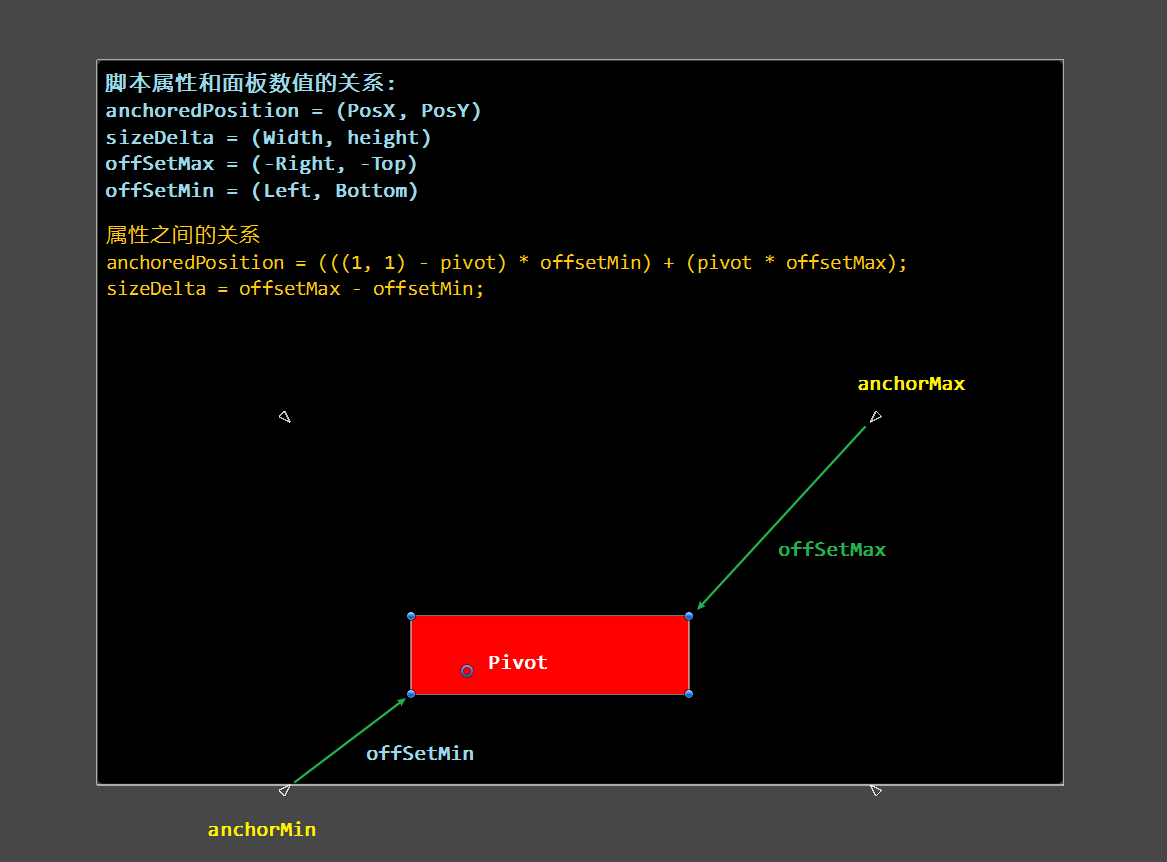 脚本属性和面板数值的关系:
anchoredPosition = (PosX, PosY)
sizeDelta = (Width, height)
offSetMax = (-Right, -Top)
offSetMin = (Left, Bottom)
属性之间的关系
anchoredPosition = (((1, 1) - pivot) * offsetMin) + (pivot * offsetMax);
sizeDelta = offsetMax - offsetMin;
anchorMax
offSetMax
Pivot
offSetMin
anchorMin